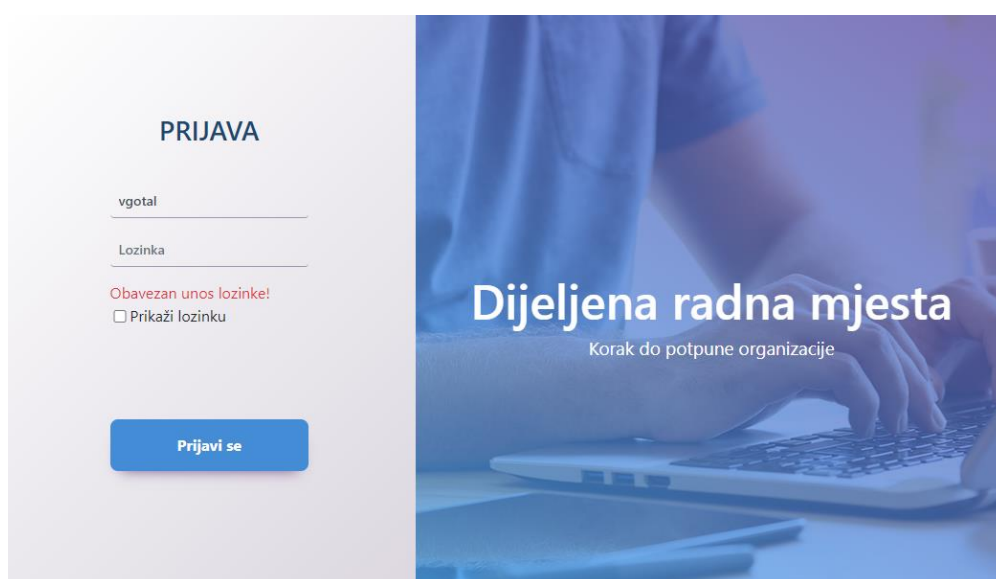 PRIJAVA
vgotal
Lozinka
Obavezan unos lozinke!
Prikaži lozinku
Prijavi se
Dijeljena radna mjesta
Korak do potpune organizacije